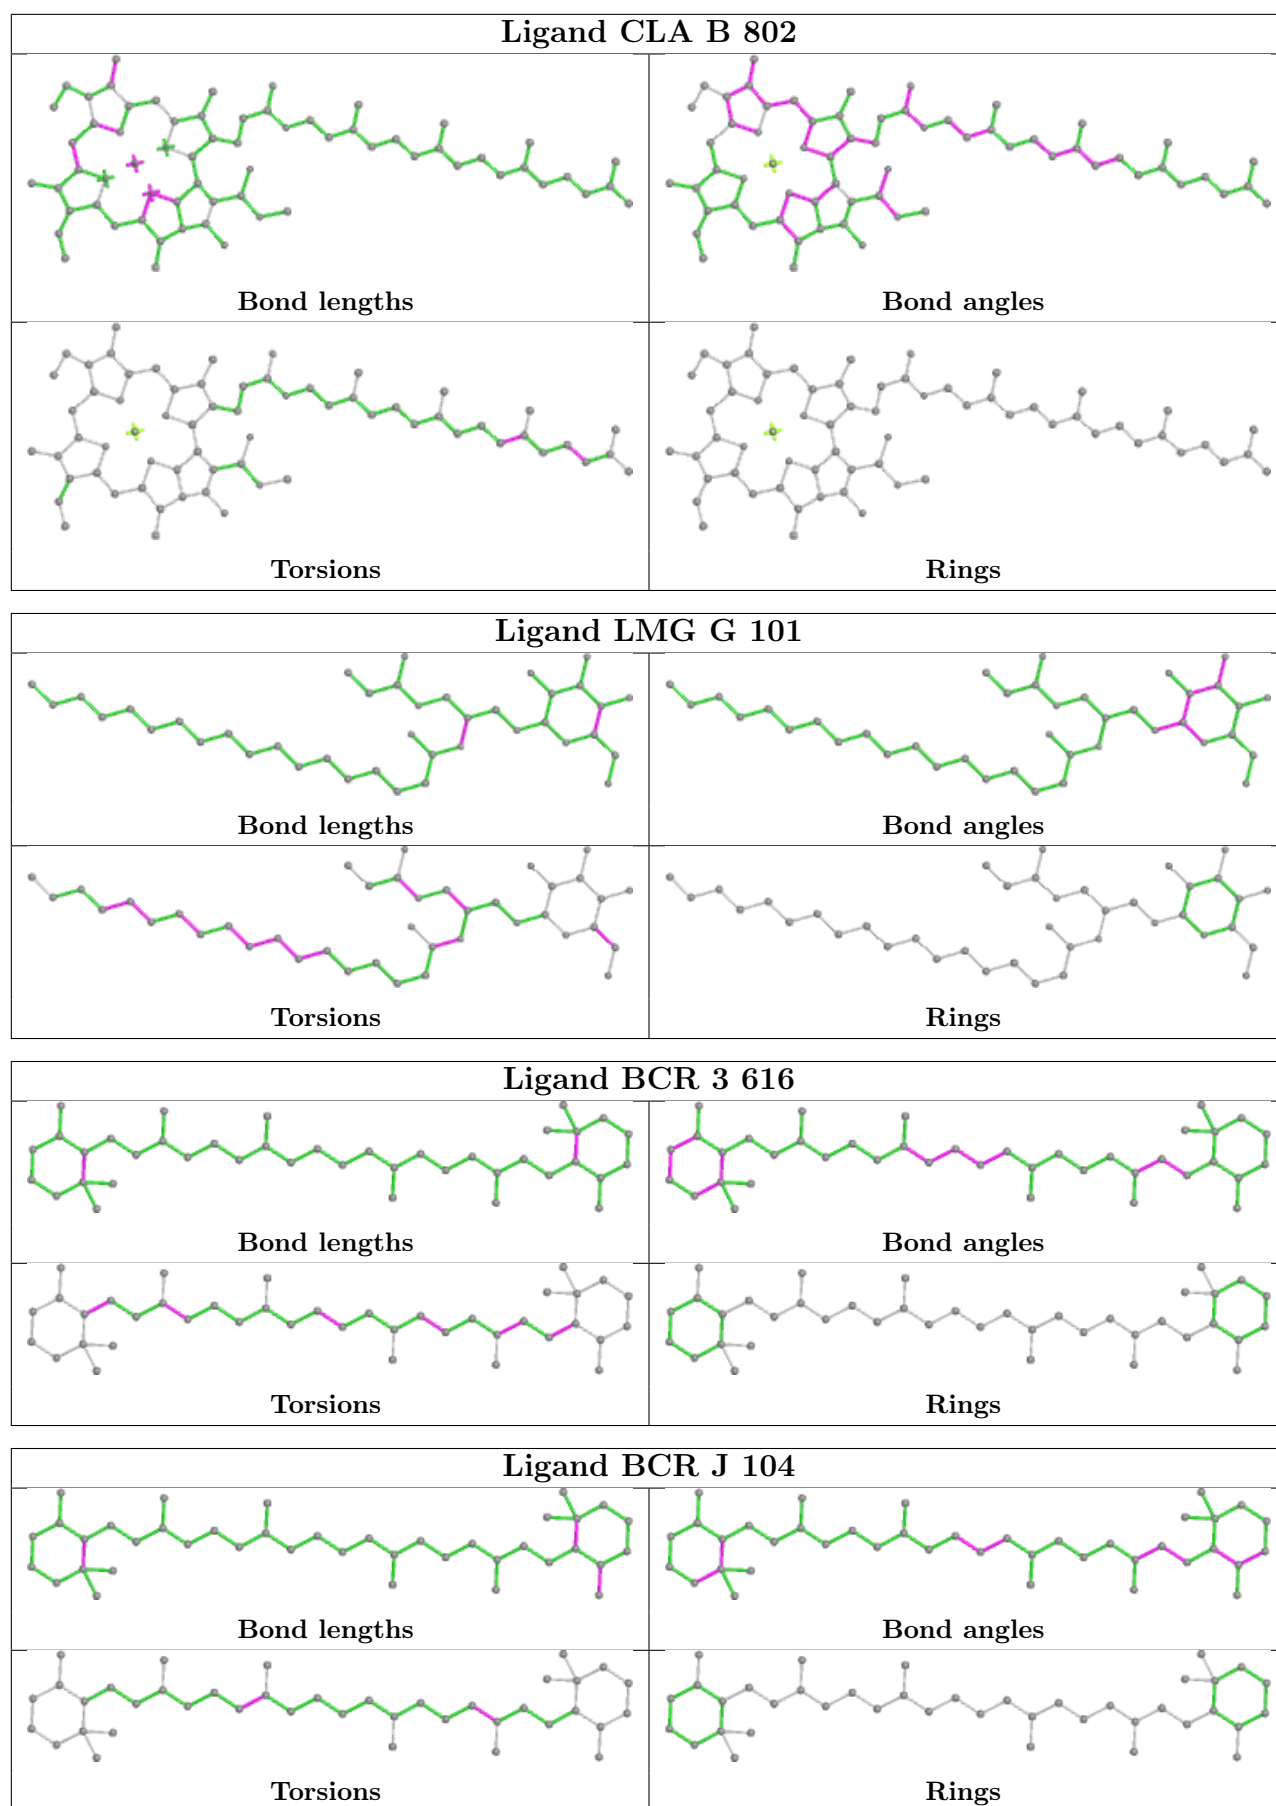 Ligand CLA B 802
Bond lengths
Bond angles
Torsions
Rings
Ligand LMG G 101
Bond lengths
Bond angles
Torsions
Rings
Ligand BCR 3 616
Bond lengths
Bond angles
Torsions
Rings
Ligand BCR J 104
Bond lengths
Bond angles
Torsions
Rings